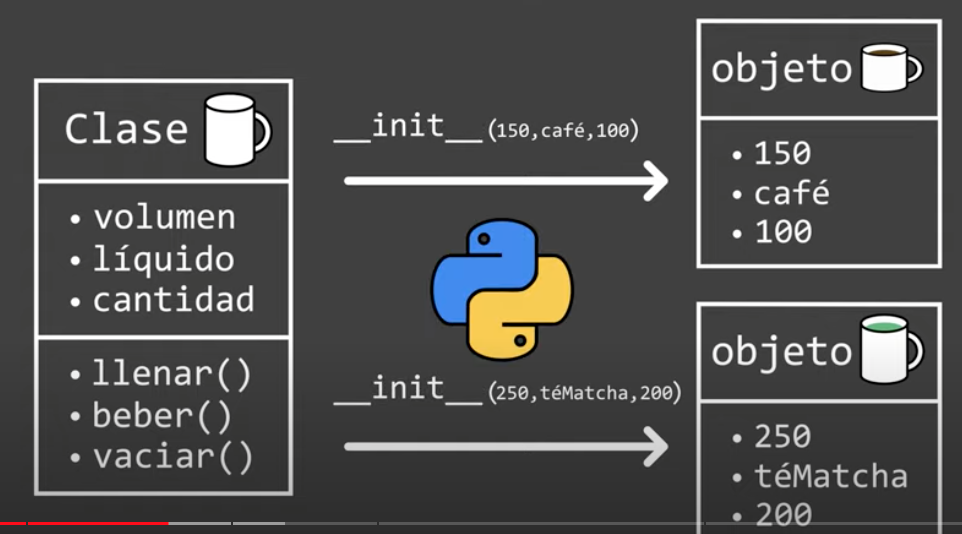 Clase
• volumen
• líquido
• cantidad
• llenar()
• beber()
• vaciar()
__init__(150,café,100)
objeto
• 150
• café
• 100
__init__(250,téMatcha,200)
objeto
• 250
• téMatcha
• 200